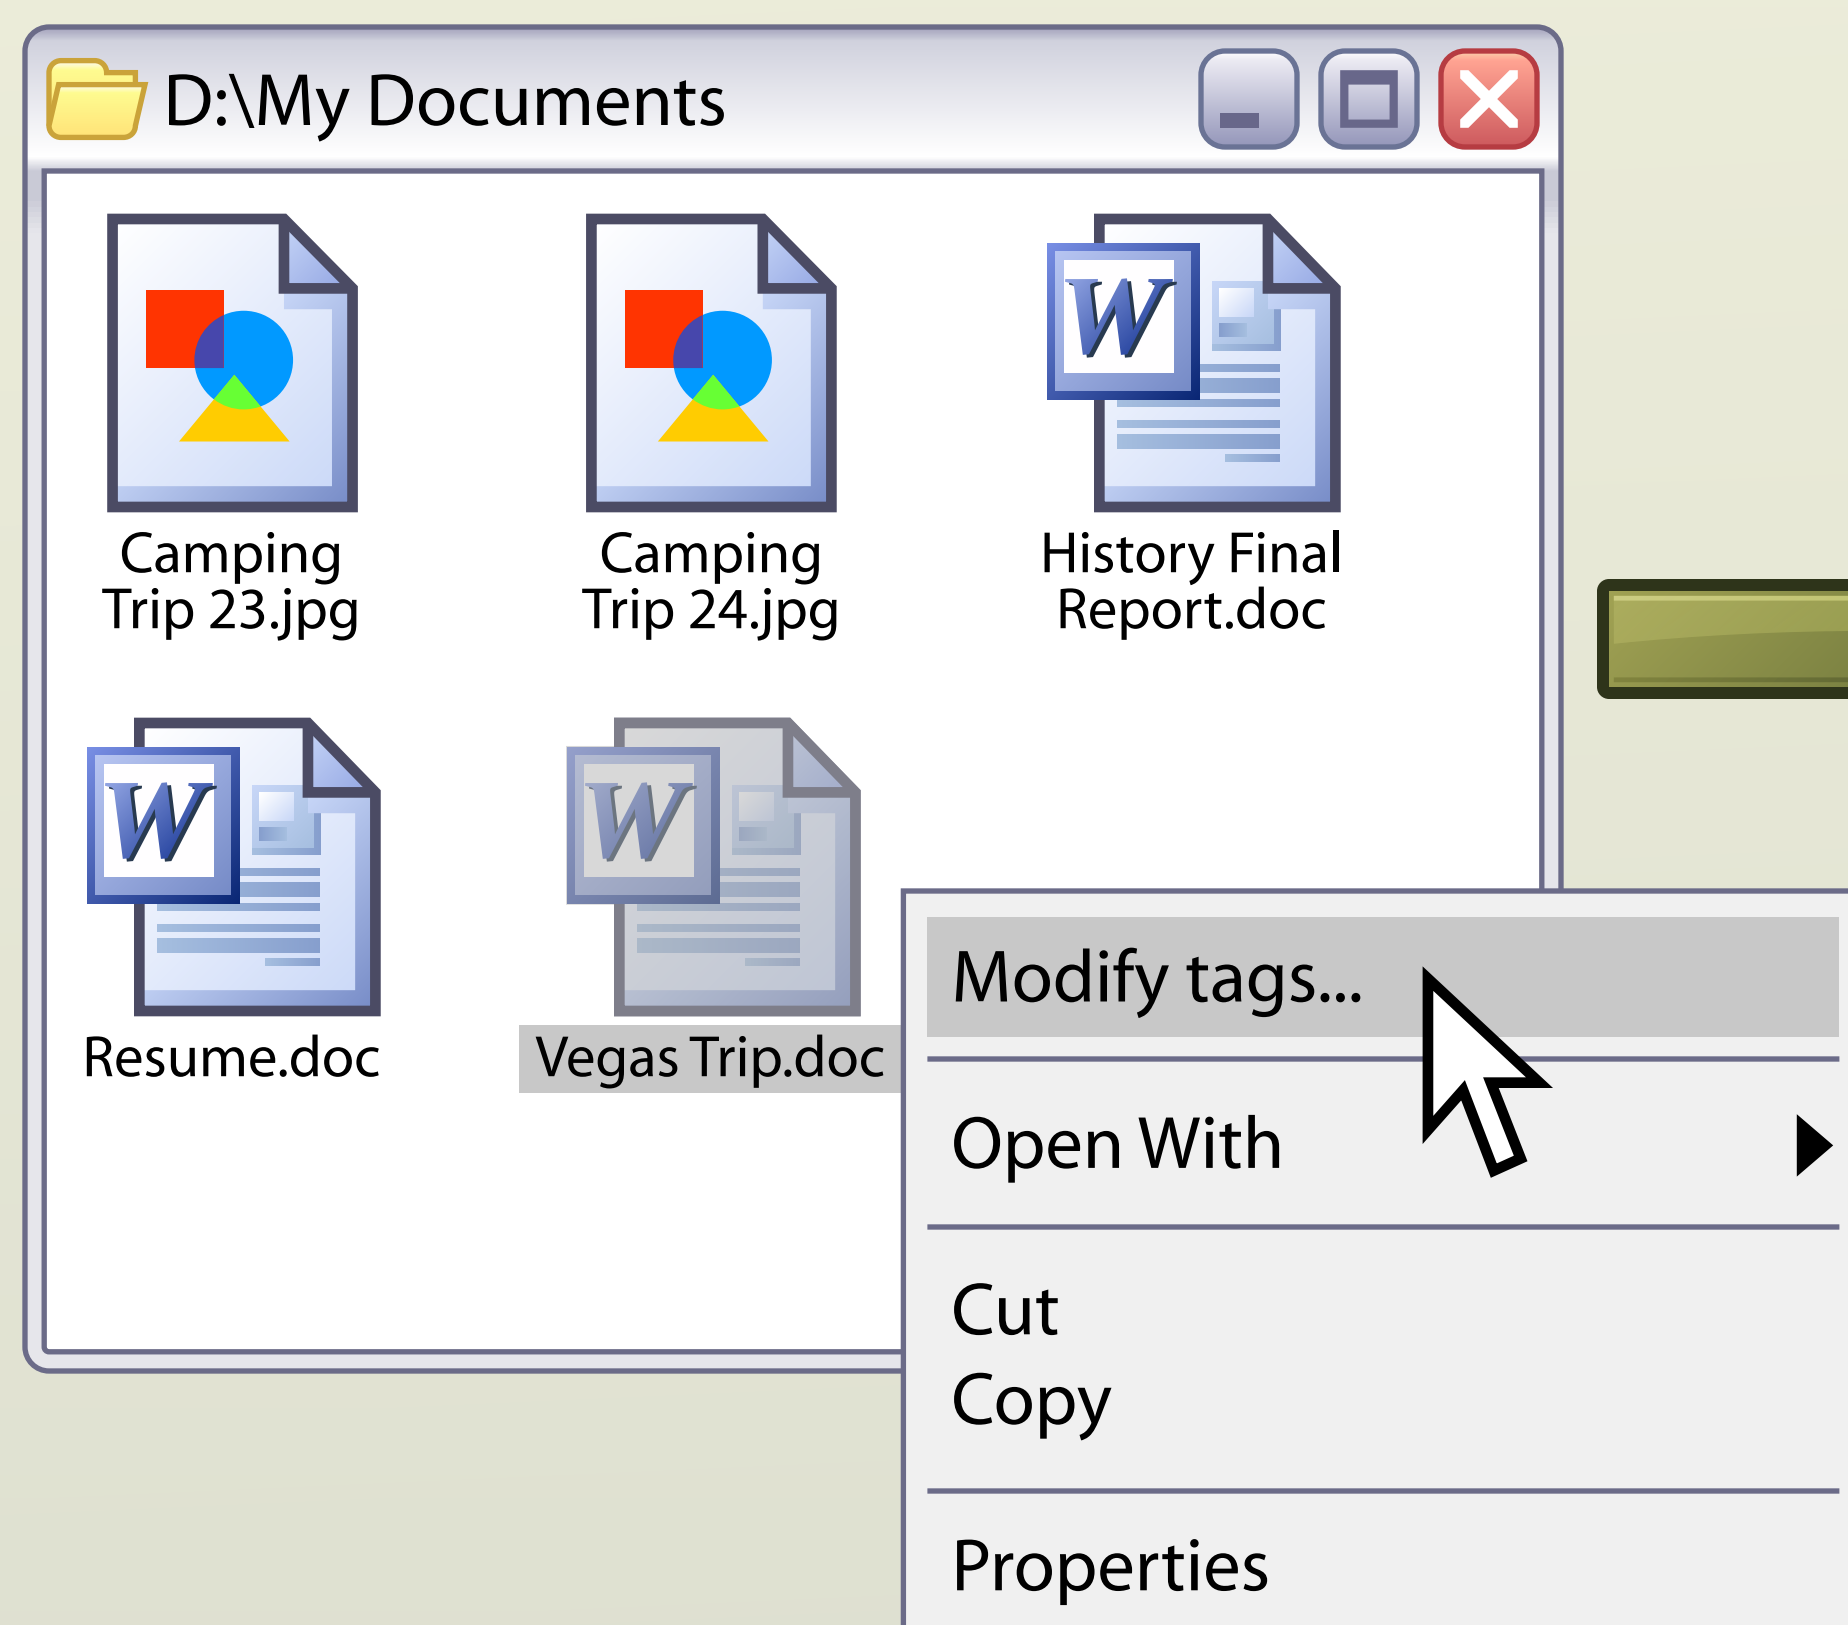 D:\My Documents
Camping
Trip 23.jpg
Camping
Trip 24.jpg
History Final
Report.doc
W
W
Resume.doc
W
Vegas Trip.doc
Modify tags...
Open With
Cut
Copy
Properties